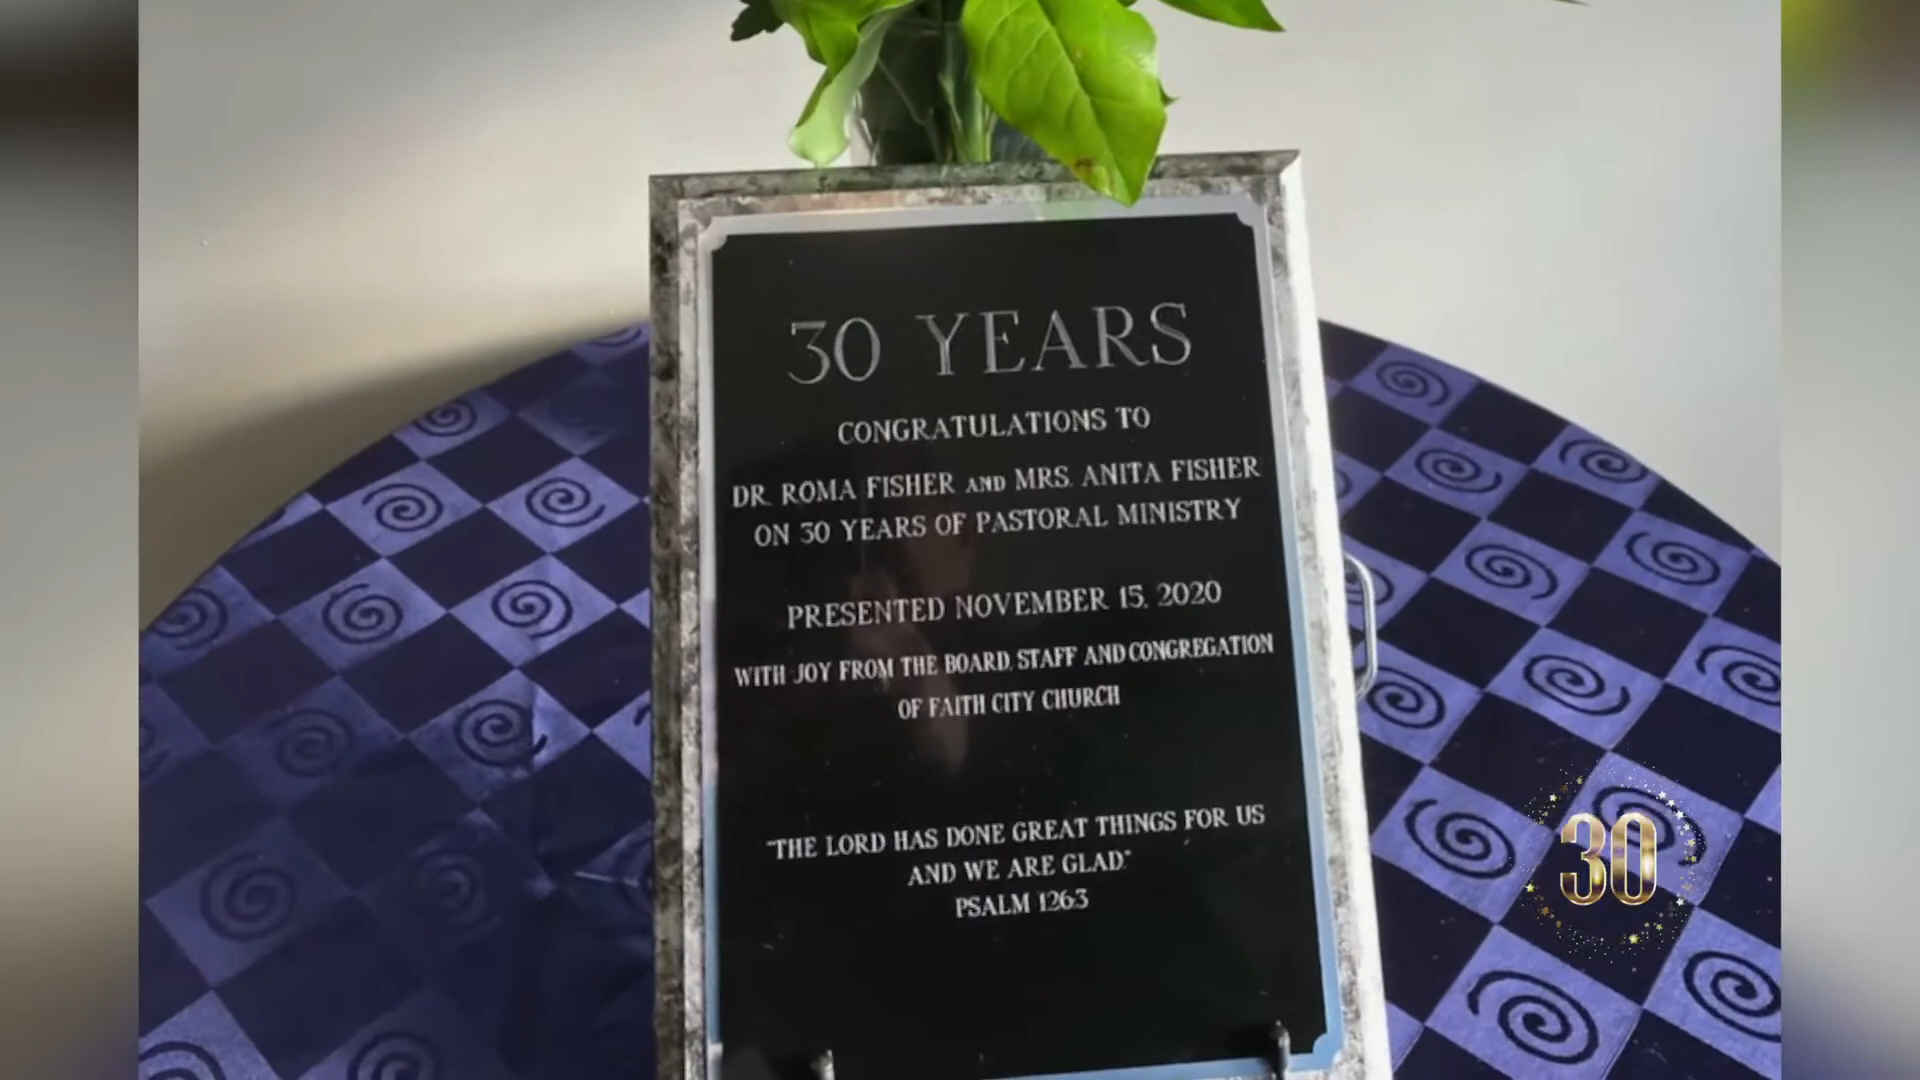 30 YEARS
CONGRATULATIONS TO
DR. ROMA FISHER AND MRS. ANITA FISHER
ON 30 YEARS OF PASTORAL MINISTRY
PRESENTED NOVEMBER 15, 2020
WITH JOY FROM THE BOARD, STAFF AND CONGREGATION
OF FAITH CITY CHURCH
"THE LORD HAS DONE GREAT THINGS FOR US
AND WE ARE GLAD."
PSALM 126:3
30